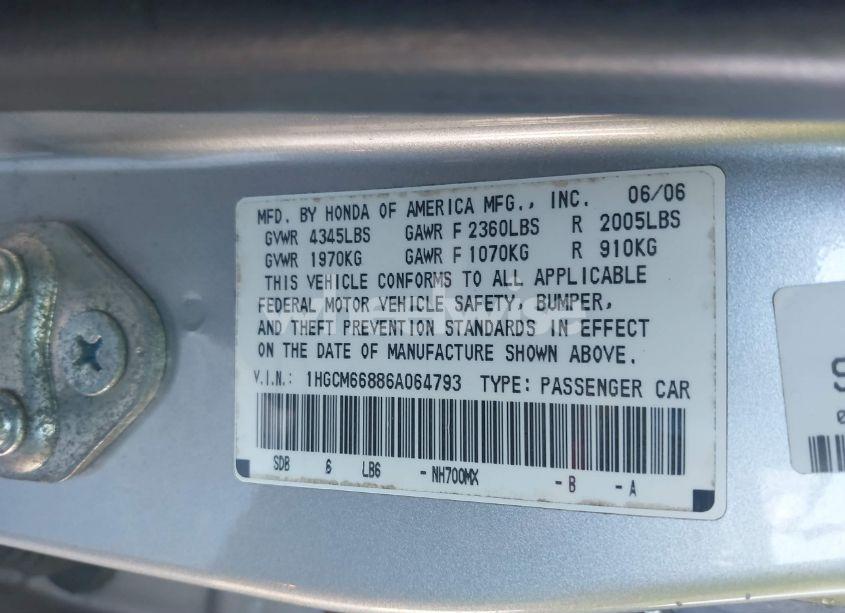 MFD. BY HONDA OF AMERICA MFG., INC. 06/06
GVWR 4345LBS GAWR F 2360LBS R 2005LBS
GVWR 1970KG GAWR F 1070KG R 910KG
THIS VEHICLE CONFORMS TO ALL APPLICABLE
FEDERAL MOTOR VEHICLE SAFETY, BUMPER,
AND THEFT PREVENTION STANDARDS IN EFFECT
ON THE DATE OF MANUFACTURE SHOWN ABOVE.
V.I.N.: 1HGCM66886A064793 TYPE: PASSENGER CAR
SDB 6 LB6 - NH700MX - B - A